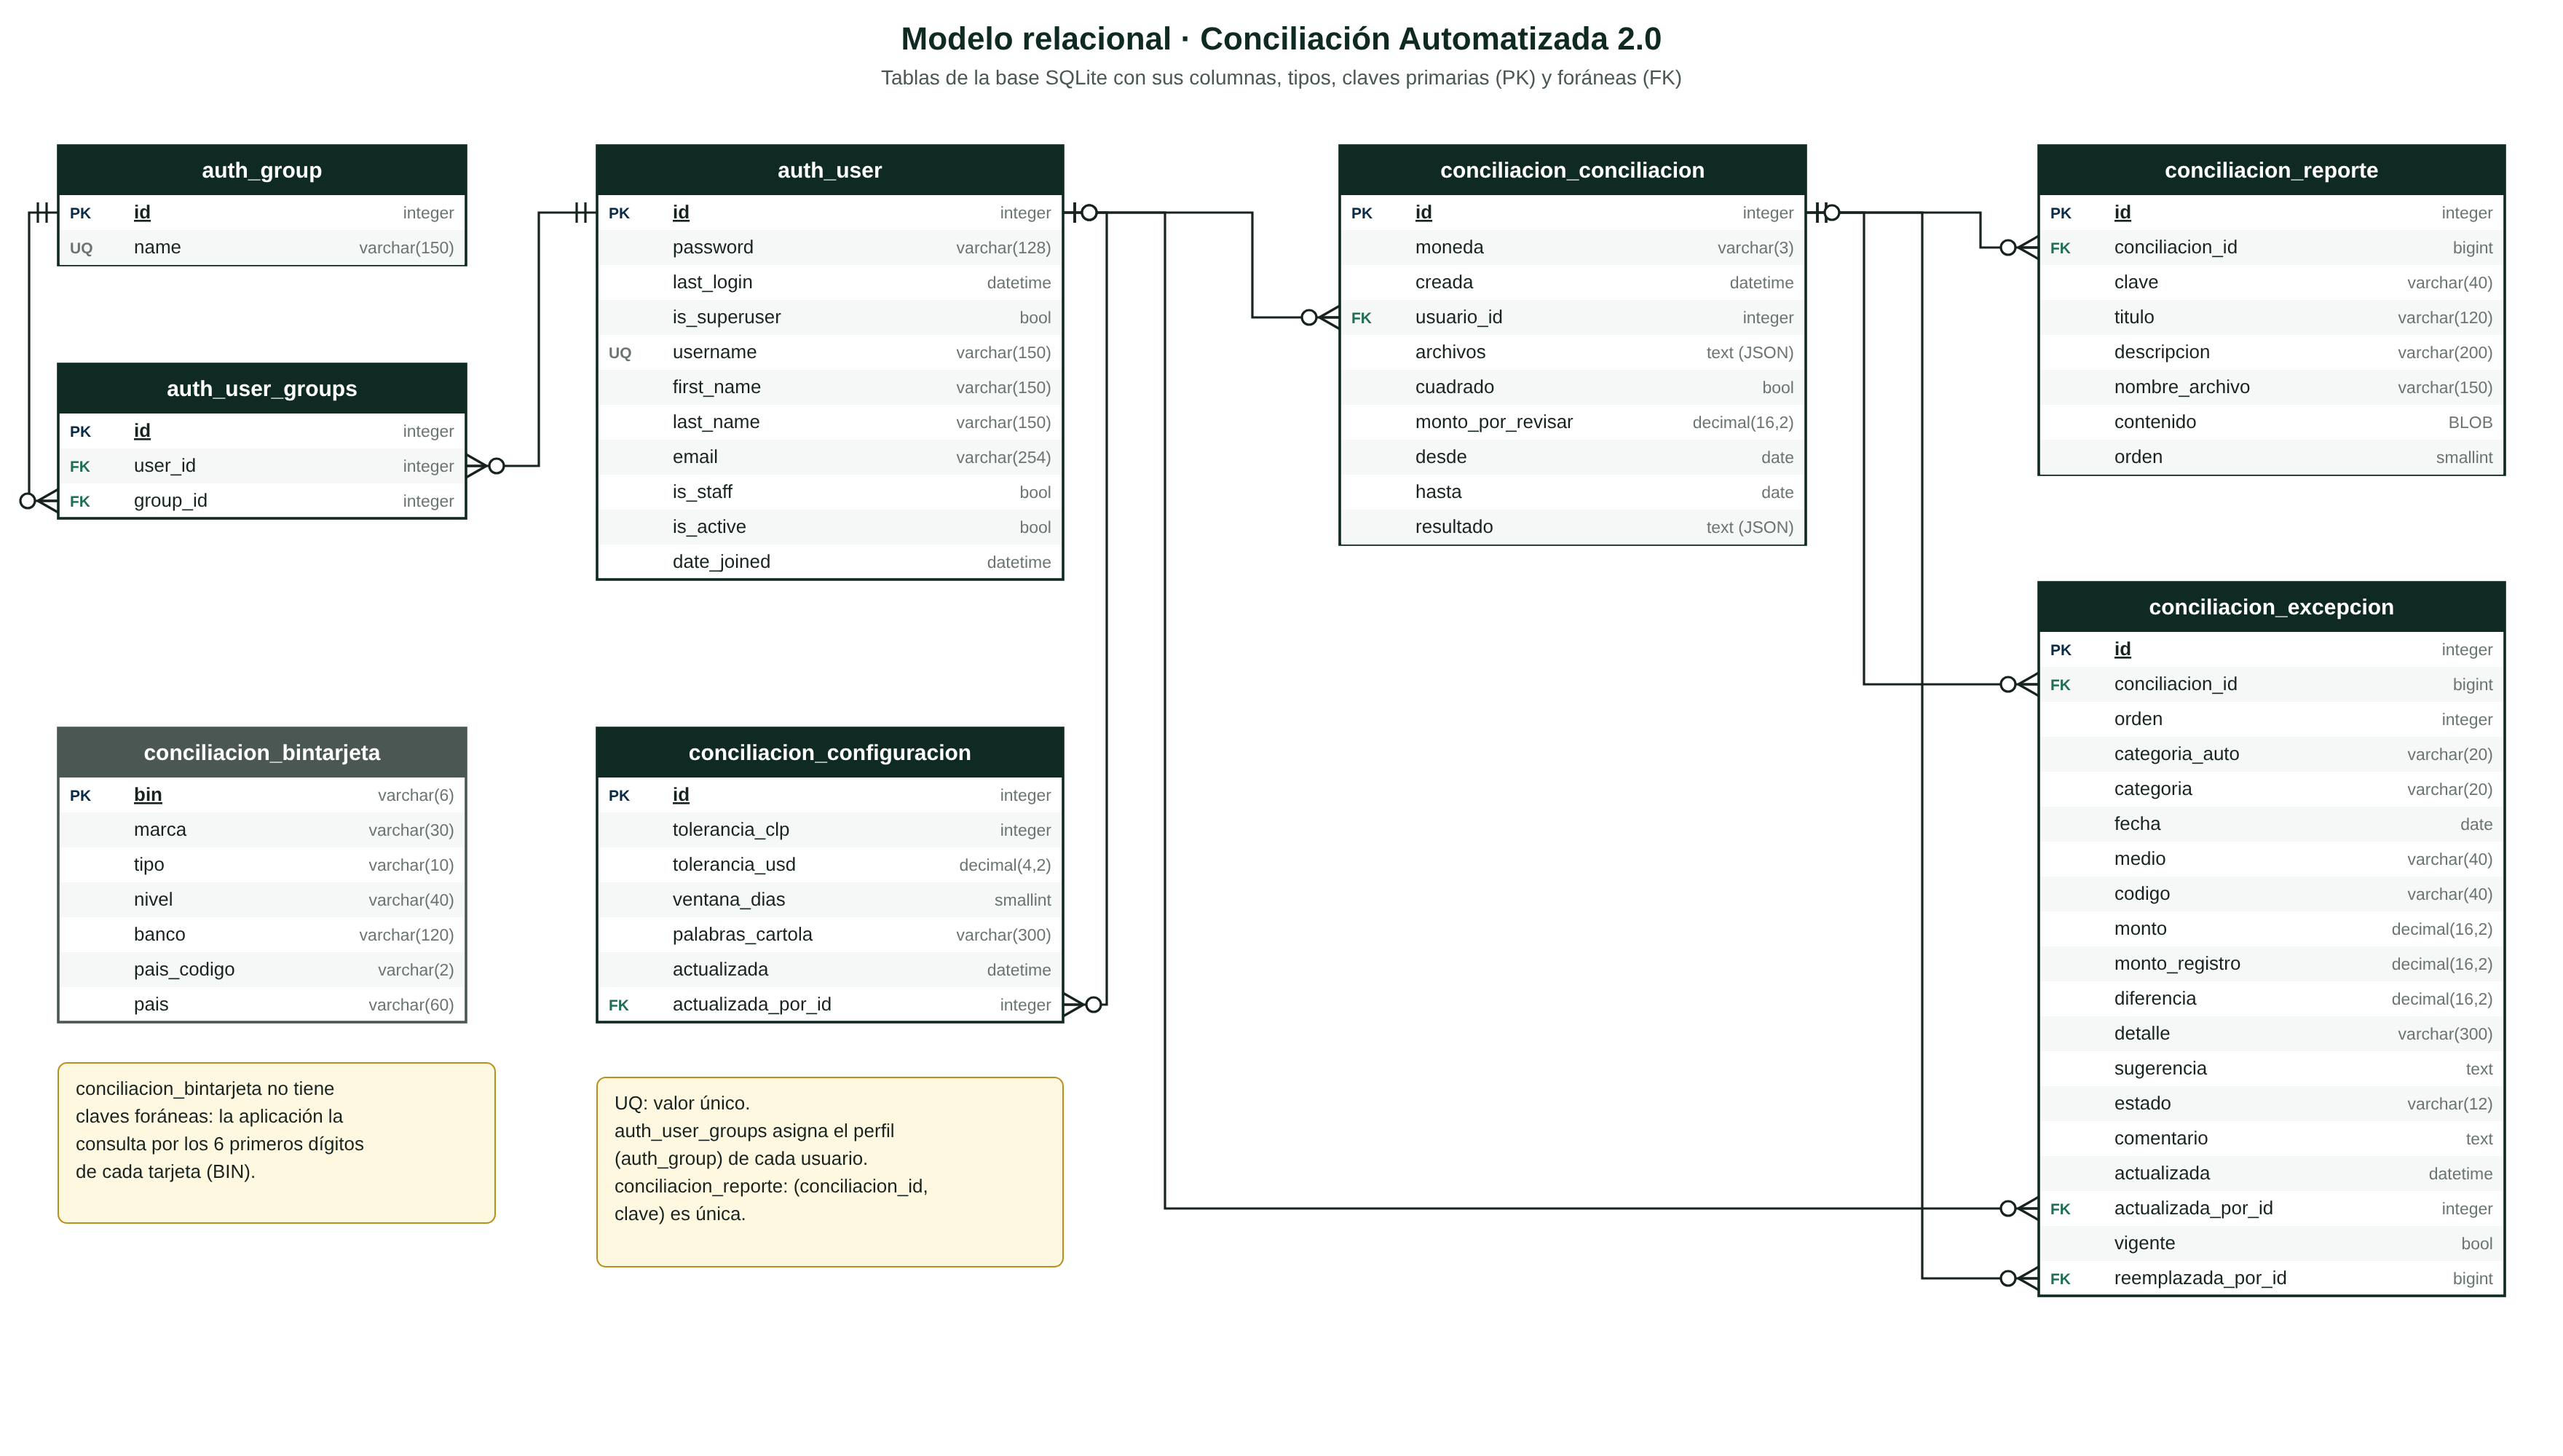 Modelo relacional · Conciliación Automatizada 2.0
Tablas de la base SQLite con sus columnas, tipos, claves primarias (PK) y foráneas (FK)
auth_group
PK id integer
UQ name varchar(150)
auth_user_groups
PK id integer
FK user_id integer
FK group_id integer
auth_user
PK id integer
password varchar(128)
last_login datetime
is_superuser bool
UQ username varchar(150)
first_name varchar(150)
last_name varchar(150)
email varchar(254)
is_staff bool
is_active bool
date_joined datetime
conciliacion_conciliacion
PK id integer
moneda varchar(3)
creada datetime
FK usuario_id integer
archivos text (JSON)
cuadrado bool
monto_por_revisar decimal(16,2)
desde date
hasta date
resultado text (JSON)
conciliacion_reporte
PK id integer
FK conciliacion_id bigint
clave varchar(40)
titulo varchar(120)
descripcion varchar(200)
nombre_archivo varchar(150)
contenido BLOB
orden smallint
conciliacion_excepcion
PK id integer
FK conciliacion_id bigint
orden integer
categoria_auto varchar(20)
categoria varchar(20)
fecha date
medio varchar(40)
codigo varchar(40)
monto decimal(16,2)
monto_registro decimal(16,2)
diferencia decimal(16,2)
detalle varchar(300)
sugerencia text
estado varchar(12)
comentario text
actualizada datetime
FK actualizada_por_id integer
vigente bool
FK reemplazada_por_id bigint
conciliacion_bintarjeta
PK bin varchar(6)
marca varchar(30)
tipo varchar(10)
nivel varchar(40)
banco varchar(120)
pais_codigo varchar(2)
pais varchar(60)
conciliacion_configuracion
PK id integer
tolerancia_clp integer
tolerancia_usd decimal(4,2)
ventana_dias smallint
palabras_cartola varchar(300)
actualizada datetime
FK actualizada_por_id integer
conciliacion_bintarjeta no tiene
claves foráneas: la aplicación la
consulta por los 6 primeros dígitos
de cada tarjeta (BIN).
UQ: valor único.
auth_user_groups asigna el perfil
(auth_group) de cada usuario.
conciliacion_reporte: (conciliacion_id,
clave) es única.